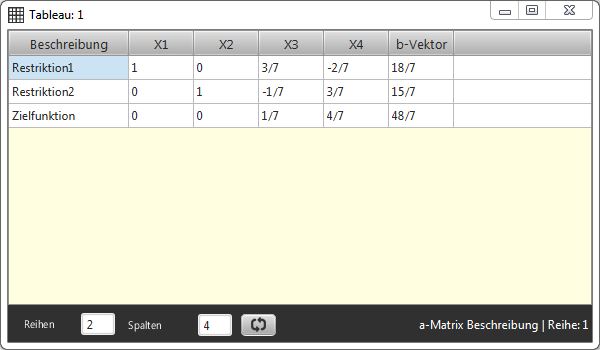 Tableau: 1
Beschreibung X1 X2 X3 X4 b-Vektor
Restriktion1 1 0 3/7 -2/7 18/7
Restriktion2 0 1 -1/7 3/7 15/7
Zielfunktion 0 0 1/7 4/7 48/7
Reihen 2 Spalten 4 a-Matrix Beschreibung | Reihe: 1